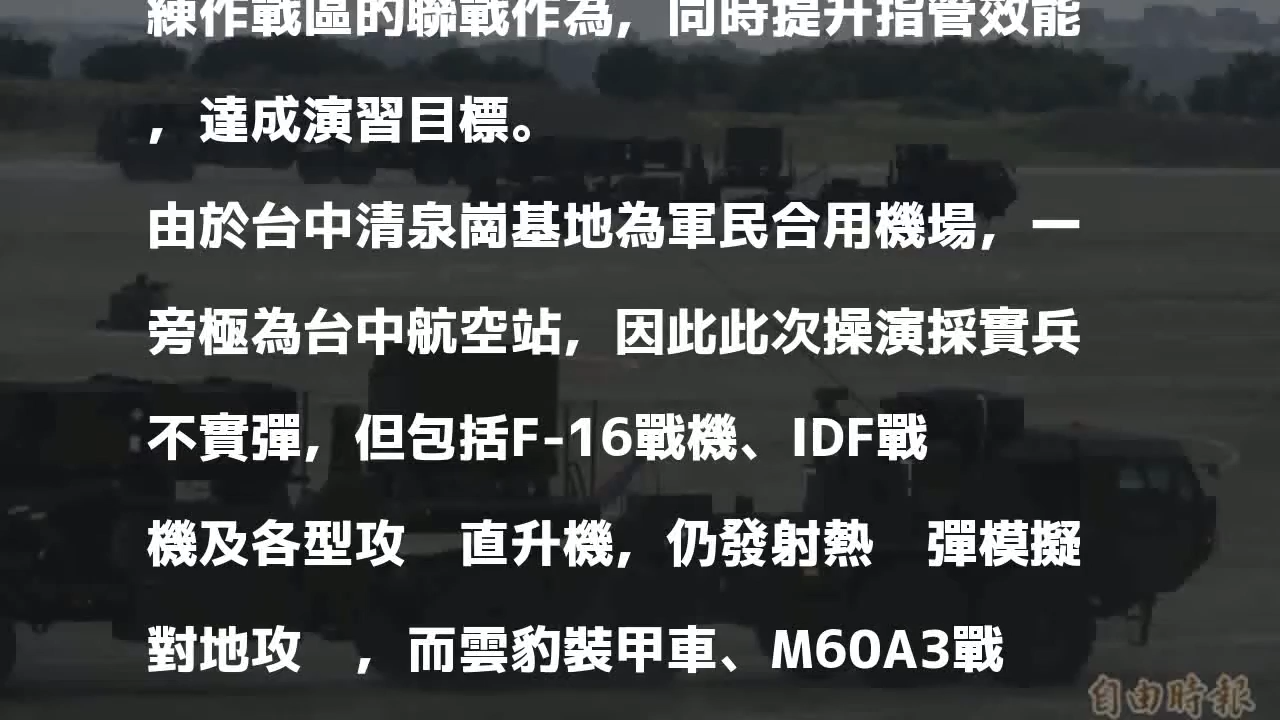 練作戰區的聯戰作為，同時提升指管效能
，達成演習目標。
由於台中清泉崗基地為軍民合用機場，一
旁極為台中航空站，因此此次操演採實兵
不實彈，但包括F-16戰機、IDF戰
機及各型攻　直升機，仍發射熱　彈模擬
對地攻　，而雲豹裝甲車、M60A3戰
自由時報